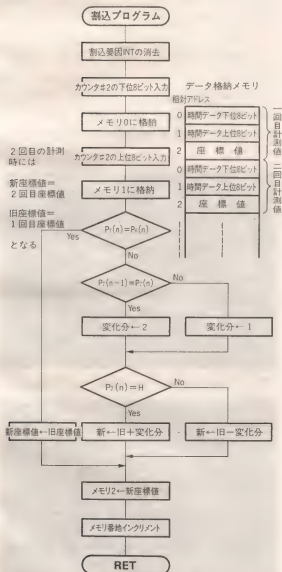 割込プログラム
割込要因INTの消去
カウンタ#2の下位8ビット入力
メモリ0に格納
カウンタ#2の上位8ビット入力
メモリ1に格納
データ格納メモリ
相対アドレス
0 時間データ下位8ビット
1 時間データ上位8ビット
2 座標値
0 時間データ下位8ビット
1 時間データ上位8ビット
2 座標値
一回目計測値
二回目計測値
2回目の計測
時には
新座標値=
2回目座標値
旧座標値=
1回目座標値
となる
Yes
No
Yes
No
変化分←2
変化分←1
P₂(n)=H
No
Yes
新座標値←旧座標値
新←旧+変化分
新←旧−変化分
メモリ2←新座標値
メモリ番地インクリメント
RET